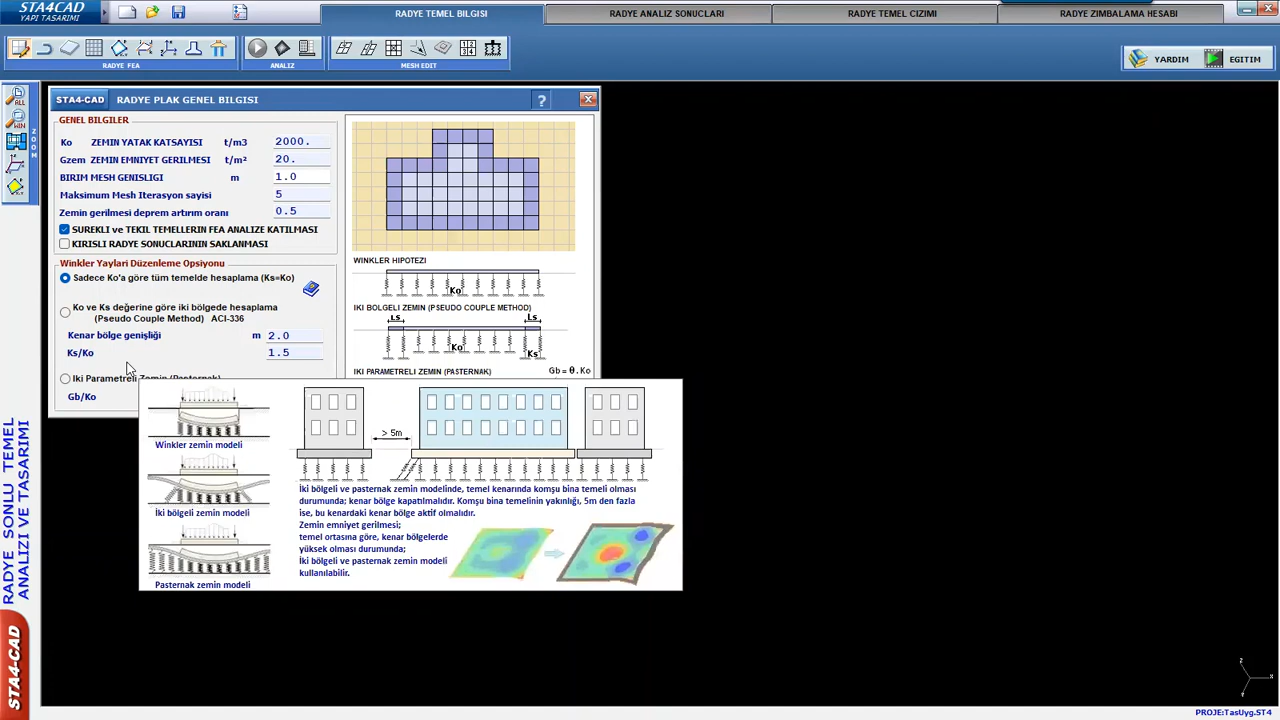 STA4CAD
YAPI TASARIMI
RADYE TEMEL BILGISI
RADYE ANALIZ SONUCLARI
RADYE TEMEL CIZIMI
RADYE ZIMBALAMA HESABI
RADYE FEA
ANALIZ
MESH EDIT
YARDIM
EGITIM
ALL
WIN
ZOOM
STA4-CAD
RADYE PLAK GENEL BILGISI
?
GENEL BILGILER
Ko ZEMIN YATAK KATSAYISI t/m3 2000.
Gzem ZEMIN EMNIYET GERILMESI t/m² 20.
BIRIM MESH GENISLIGI m 1.0
Maksimum Mesh Iterasyon sayisi 5
Zemin gerilmesi deprem artırım oranı 0.5
SUREKLI ve TEKIL TEMELLERIN FEA ANALIZE KATILMASI
KIRISLI RADYE SONUCLARININ SAKLANMASI
Winkler Yaylari Düzenleme Opsiyonu
Sadece Ko'a göre tüm temelde hesaplama (Ks=Ko)
Ko ve Ks değerine göre iki bölgede hesaplama
(Pseudo Couple Method) ACI-336
Kenar bölge genişliği m 2.0
Ks/Ko 1.5
Iki Parametreli Zemin (Pasternak)
Gb/Ko
WINKLER HIPOTEZI
Ko
IKI BOLGELI ZEMIN (PSEUDO COUPLE METHOD)
Ls Ls
Ko
Ks
IKI PARAMETRELI ZEMIN (PASTERNAK) Gb = θ.Ko
Winkler zemin modeli
İki bölgeli zemin modeli
Pasternak zemin modeli
> 5m
İki bölgeli ve pasternak zemin modelinde, temel kenarında komşu bina temeli olması
durumunda; kenar bölge kapatılmalıdır. Komşu bina temelinin yakınlığı, 5m den fazla
ise, bu kenardaki kenar bölge aktif olmalıdır.
Zemin emniyet gerilmesi;
temel ortasına göre, kenar bölgelerde
yüksek olması durumunda;
İki bölgeli ve pasternak zemin modeli
kullanılabilir.
RADYE SONLU TEMEL
ANALIZI VE TASARIMI
STA4-CAD
Z
X
Y
PROJE:TasUyg.ST4